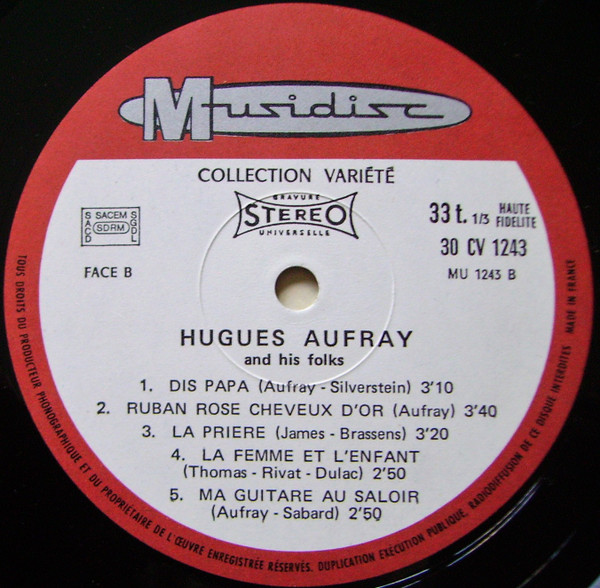 Musidisc
COLLECTION VARIÉTÉ
GRAVURE
STEREO
UNIVERSELLE
33 t. 1/3 HAUTE FIDELITE
30 CV 1243
MU 1243 B
SACD SACEM SDRM SGDL
FACE B
HUGUES AUFRAY
and his folks
1. DIS PAPA (Aufray - Silverstein) 3'10
2. RUBAN ROSE CHEVEUX D'OR (Aufray) 3'40
3. LA PRIERE (James - Brassens) 3'20
4. LA FEMME ET L'ENFANT
(Thomas - Rivat - Dulac) 2'50
5. MA GUITARE AU SALOIR
(Aufray - Sabard) 2'50
TOUS DROITS DU PRODUCTEUR PHONOGRAPHIQUE ET DU PROPRIÉTAIRE DE L'ŒUVRE ENREGISTRÉE RÉSERVÉS. DUPLICATION EXÉCUTION PUBLIQUE, RADIODIFFUSION DE CE DISQUE INTERDITES MADE IN FRANCE